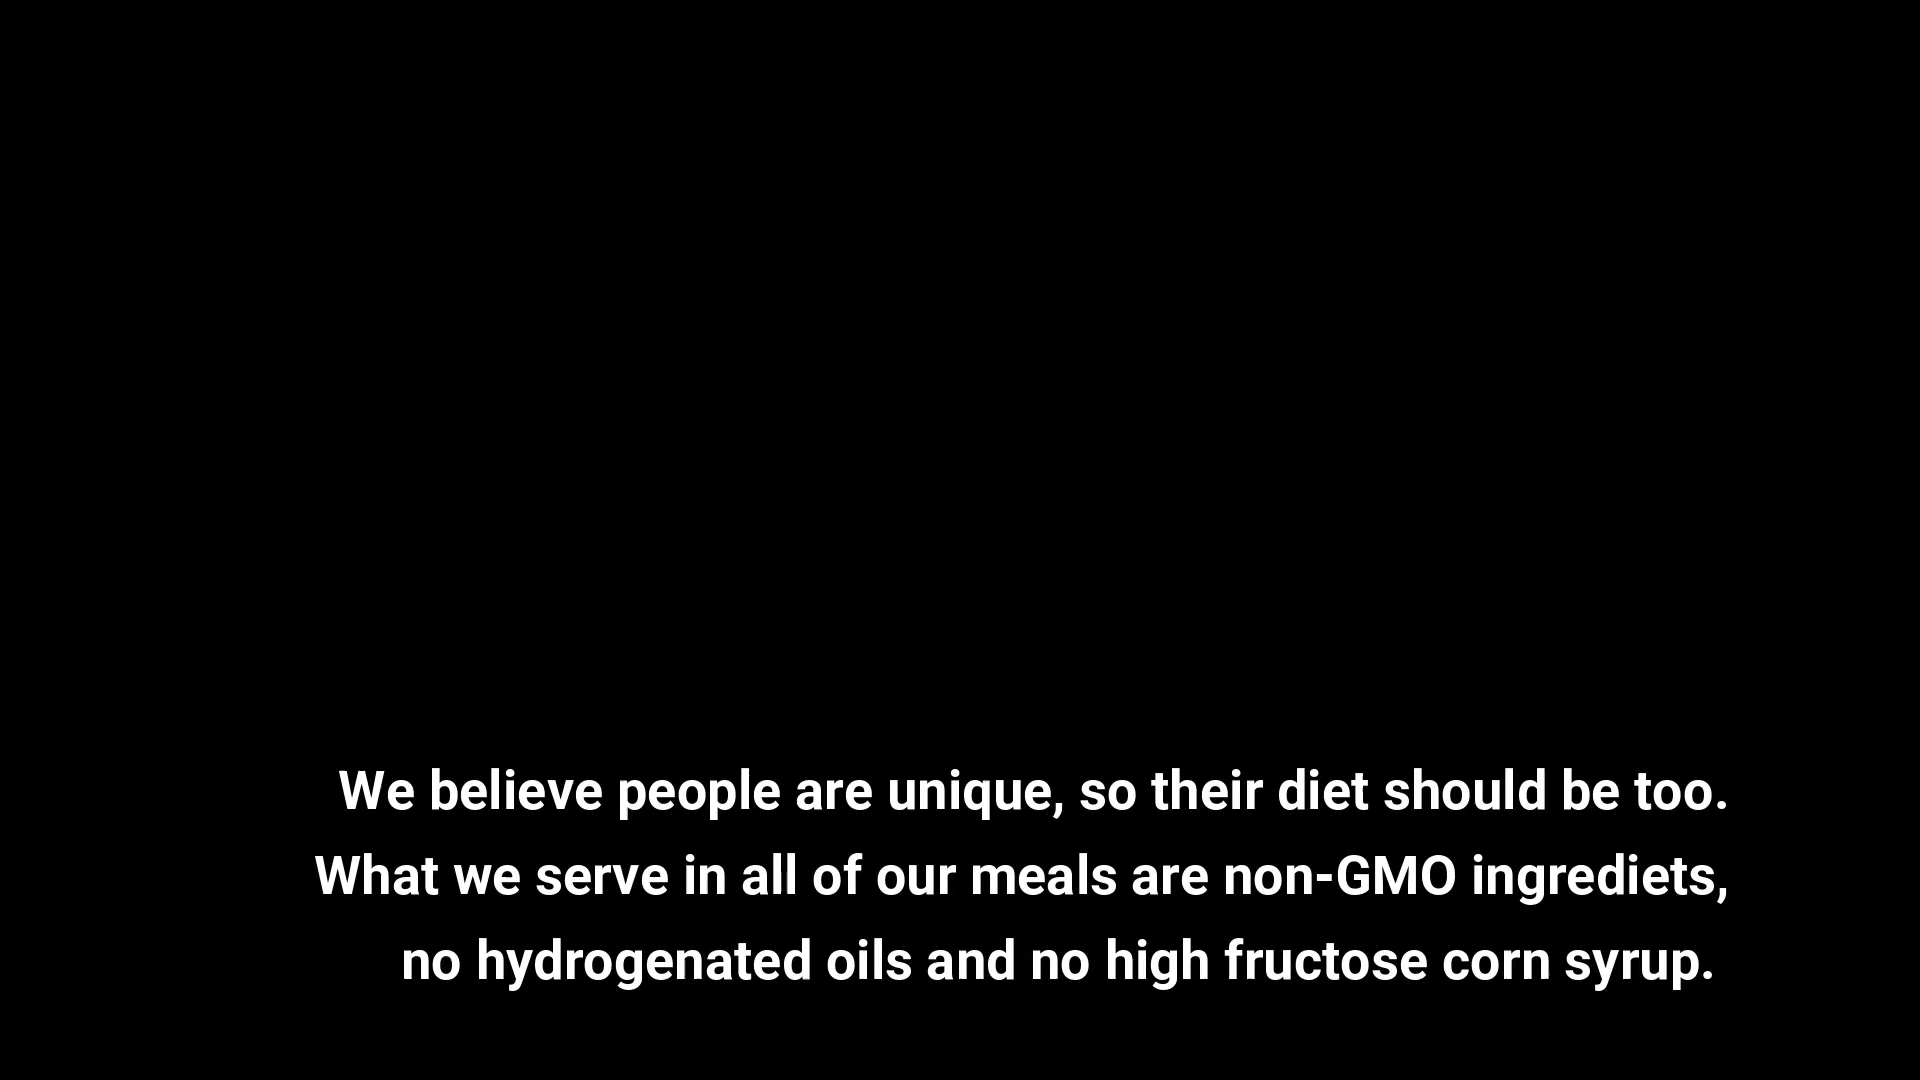 We believe people are unique, so their diet should be too.
What we serve in all of our meals are non-GMO ingrediets,
no hydrogenated oils and no high fructose corn syrup.